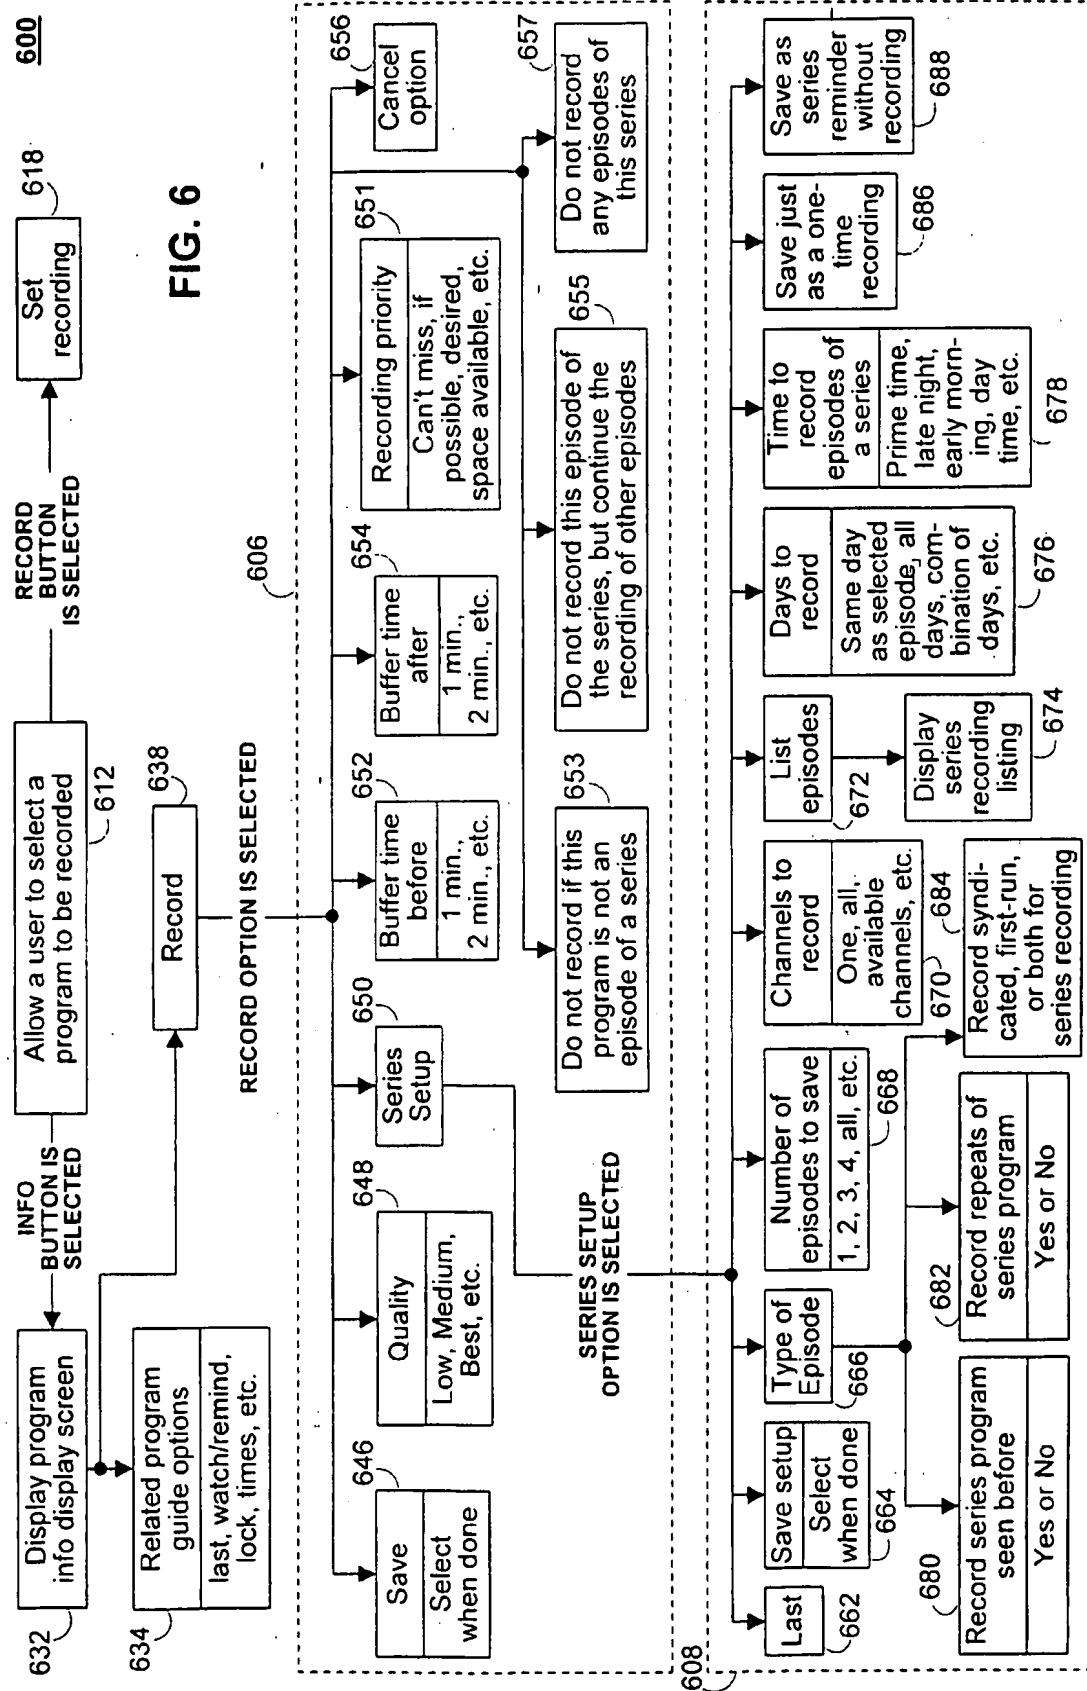 600
FIG. 6
Allow a user to select a
program to be recorded
612
RECORD
BUTTON
IS SELECTED
Set
recording
618
INFO
BUTTON IS
SELECTED
Display program
info display screen
632
Related program
guide options
last, watch/remind,
lock, times, etc.
634
Record
638
RECORD OPTION IS SELECTED
606
Save
Select
when done
646
Quality
Low, Medium,
Best, etc.
648
Series
Setup
650
Buffer time
before
1 min.,
2 min., etc.
652
Buffer time
after
1 min.,
2 min., etc.
654
Recording priority
Can't miss, if
possible, desired,
space available, etc.
651
Cancel
option
656
Do not record if this
program is not an
episode of a series
653
Do not record this episode of
the series, but continue the
recording of other episodes
655
Do not record
any episodes of
this series
657
SERIES SETUP
OPTION IS SELECTED
608
Last
662
Save setup
Select
when done
664
Type of
Episode
666
Number of
episodes to save
1, 2, 3, 4, all, etc.
668
Channels to
record
One, all,
available
channels, etc.
670
List
episodes
672
Display
series
recording
listing
674
Days to
record
Same day
as selected
episode, all
days, com-
bination of
days, etc.
676
Time to
record
episodes of
a series
Prime time,
late night,
early morn-
ing, day
time, etc.
678
Save just
as a one-
time
recording
686
Save as
series
reminder
without
recording
688
Record series program
seen before
Yes or No
680
Record repeats of
series program
Yes or No
682
Record syndi-
cated, first-run,
or both for
series recording
684